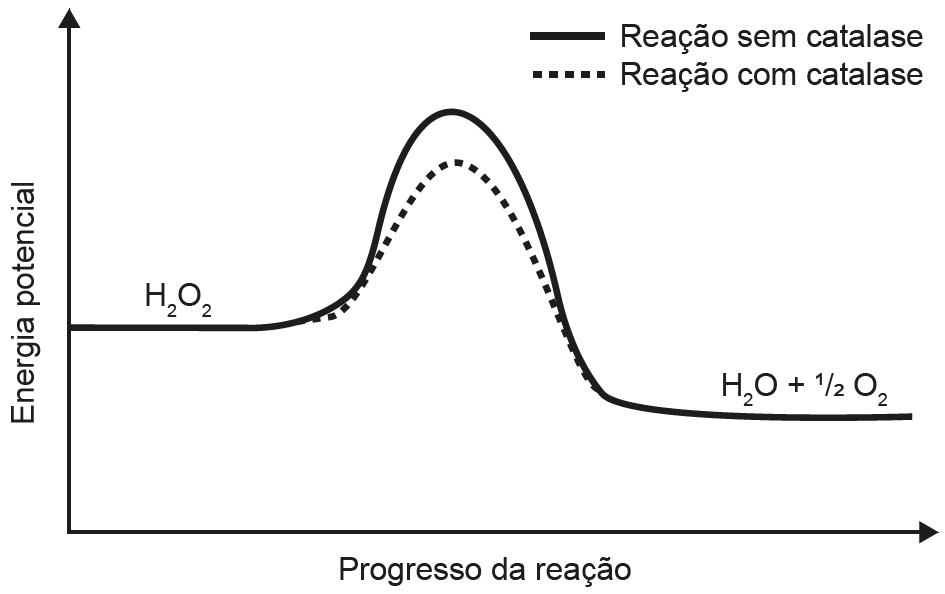 Reação sem catalase
Reação com catalase
Energia potencial
H₂O₂
H₂O + ¹/₂ O₂
Progresso da reação